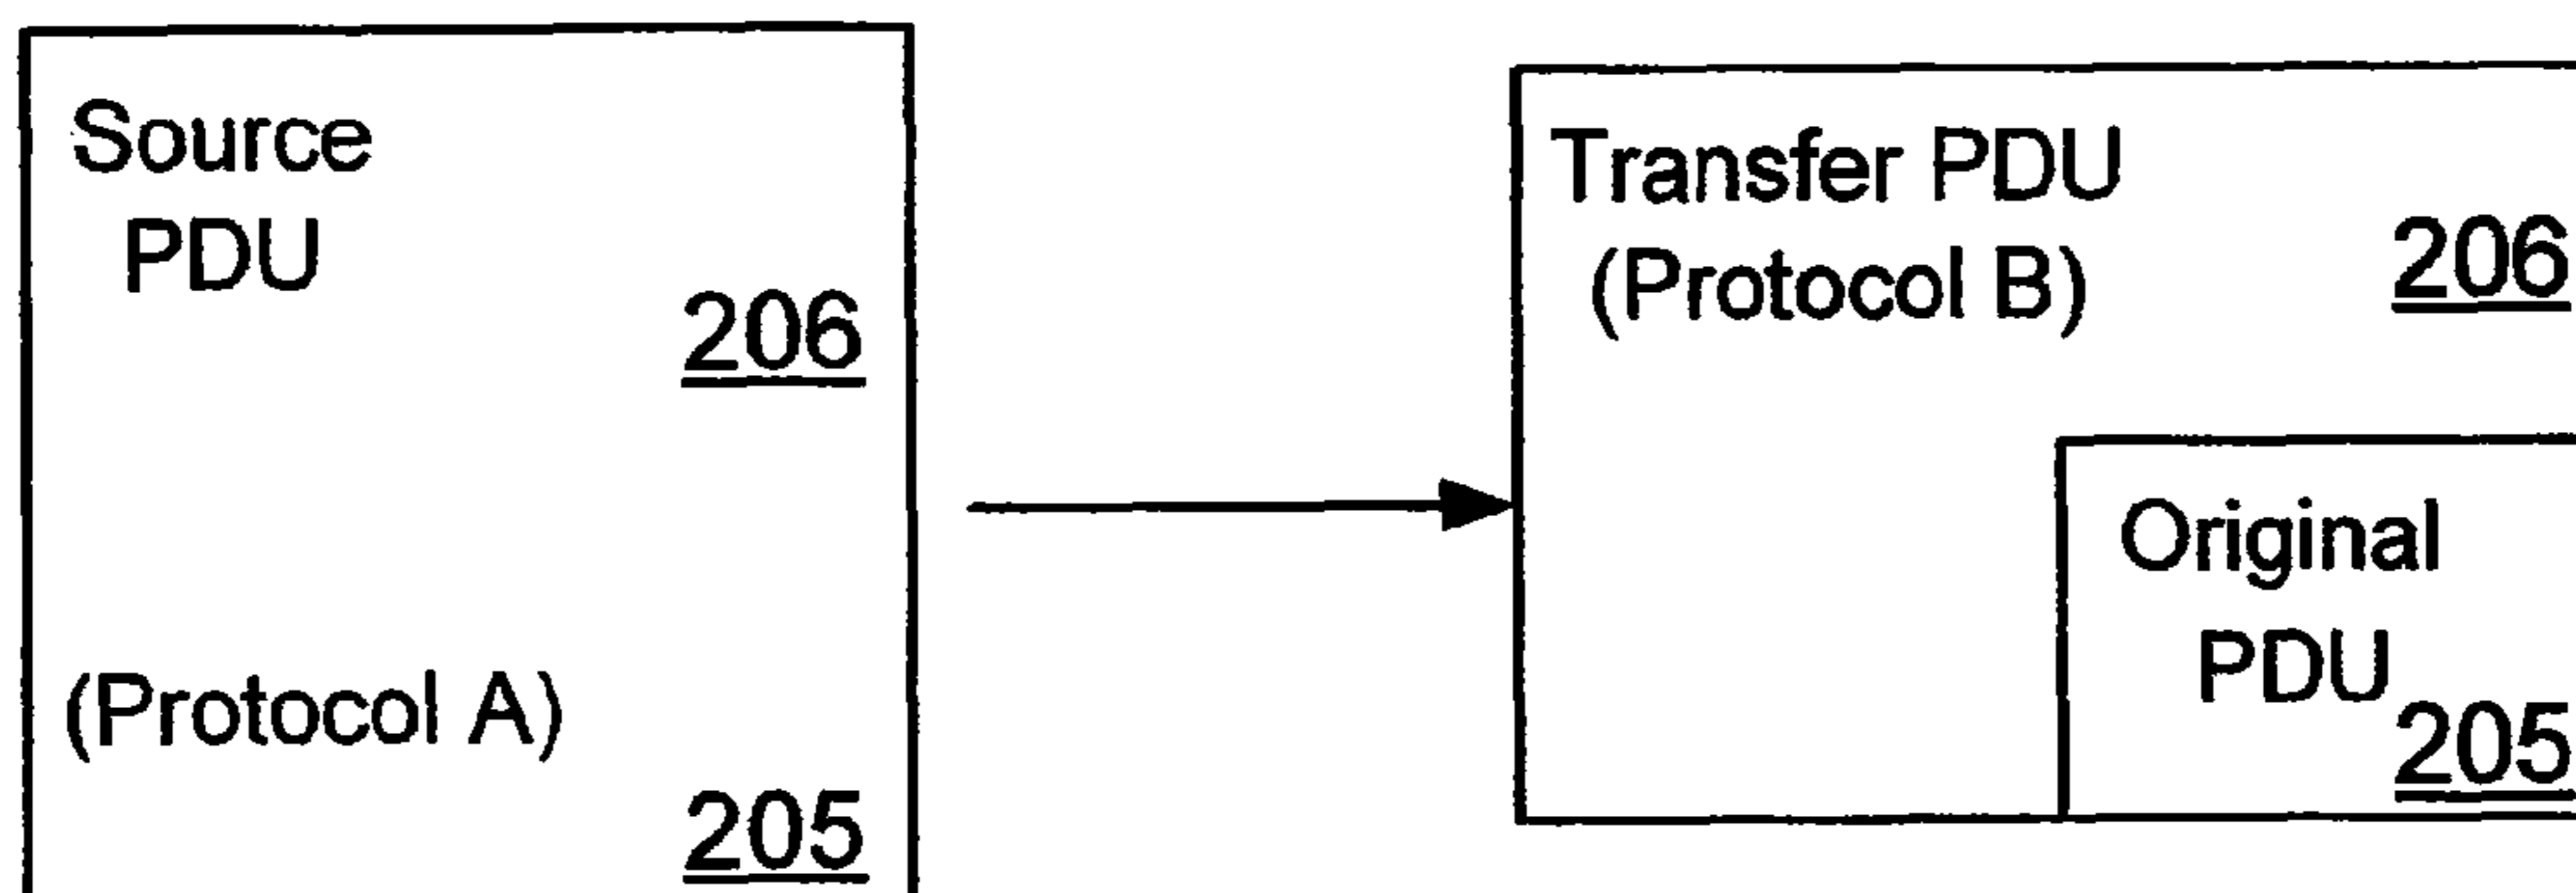 Source
PDU
206
(Protocol A)
205
Transfer PDU
(Protocol B)
206
Original
PDU
205